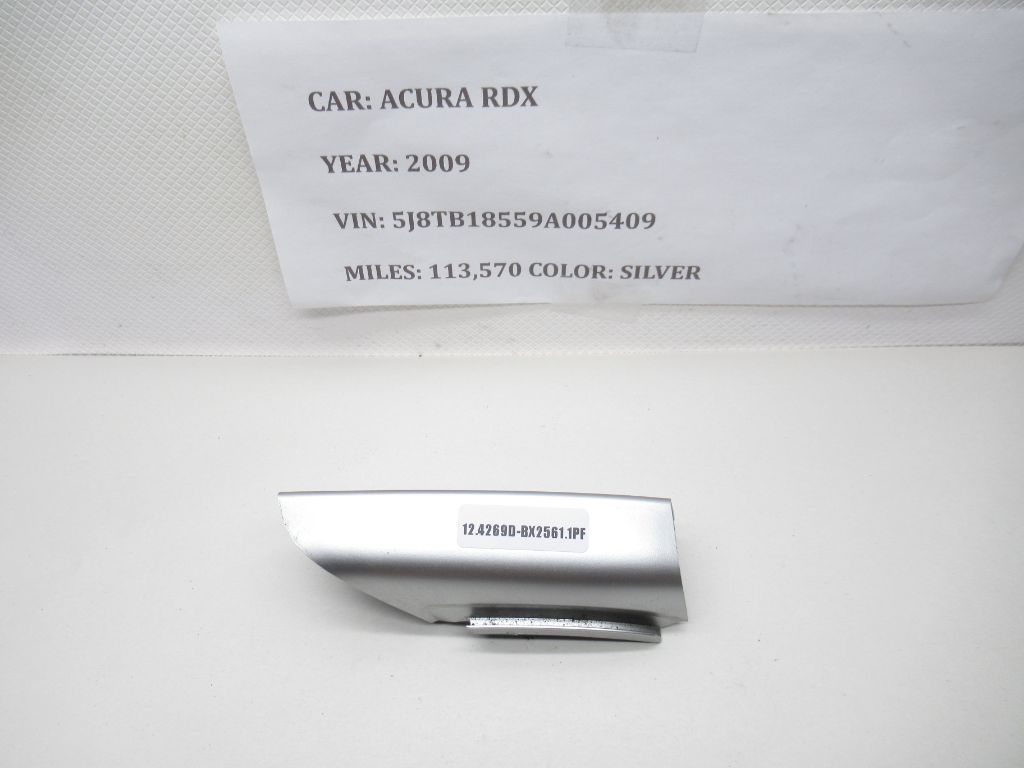 CAR: ACURA RDX
YEAR: 2009
VIN: 5J8TB18559A005409
MILES: 113,570 COLOR: SILVER
12.4269D-BX2561.1PF